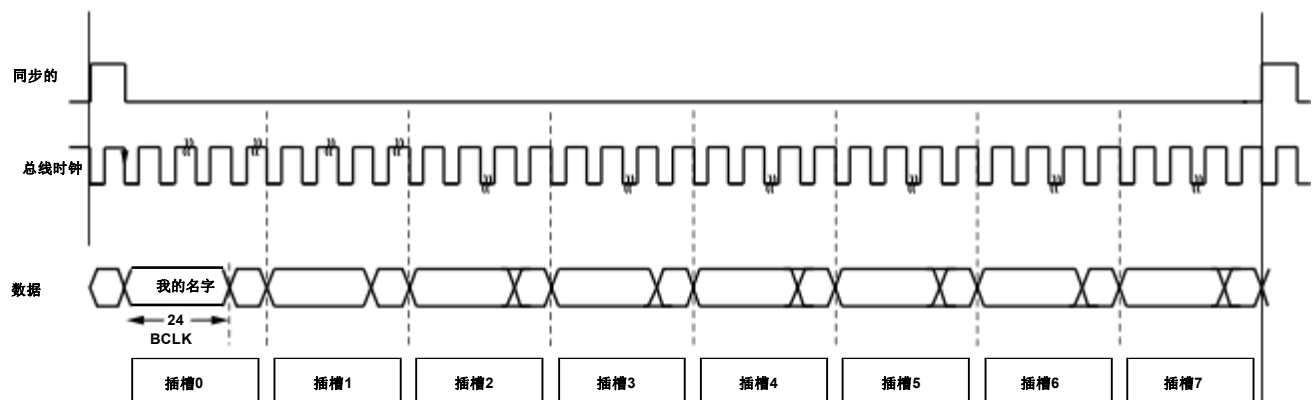 同步的
总线时钟
数据
我的名字
24
BCLK
插槽0
插槽1
插槽2
插槽3
插槽4
插槽5
插槽6
插槽7